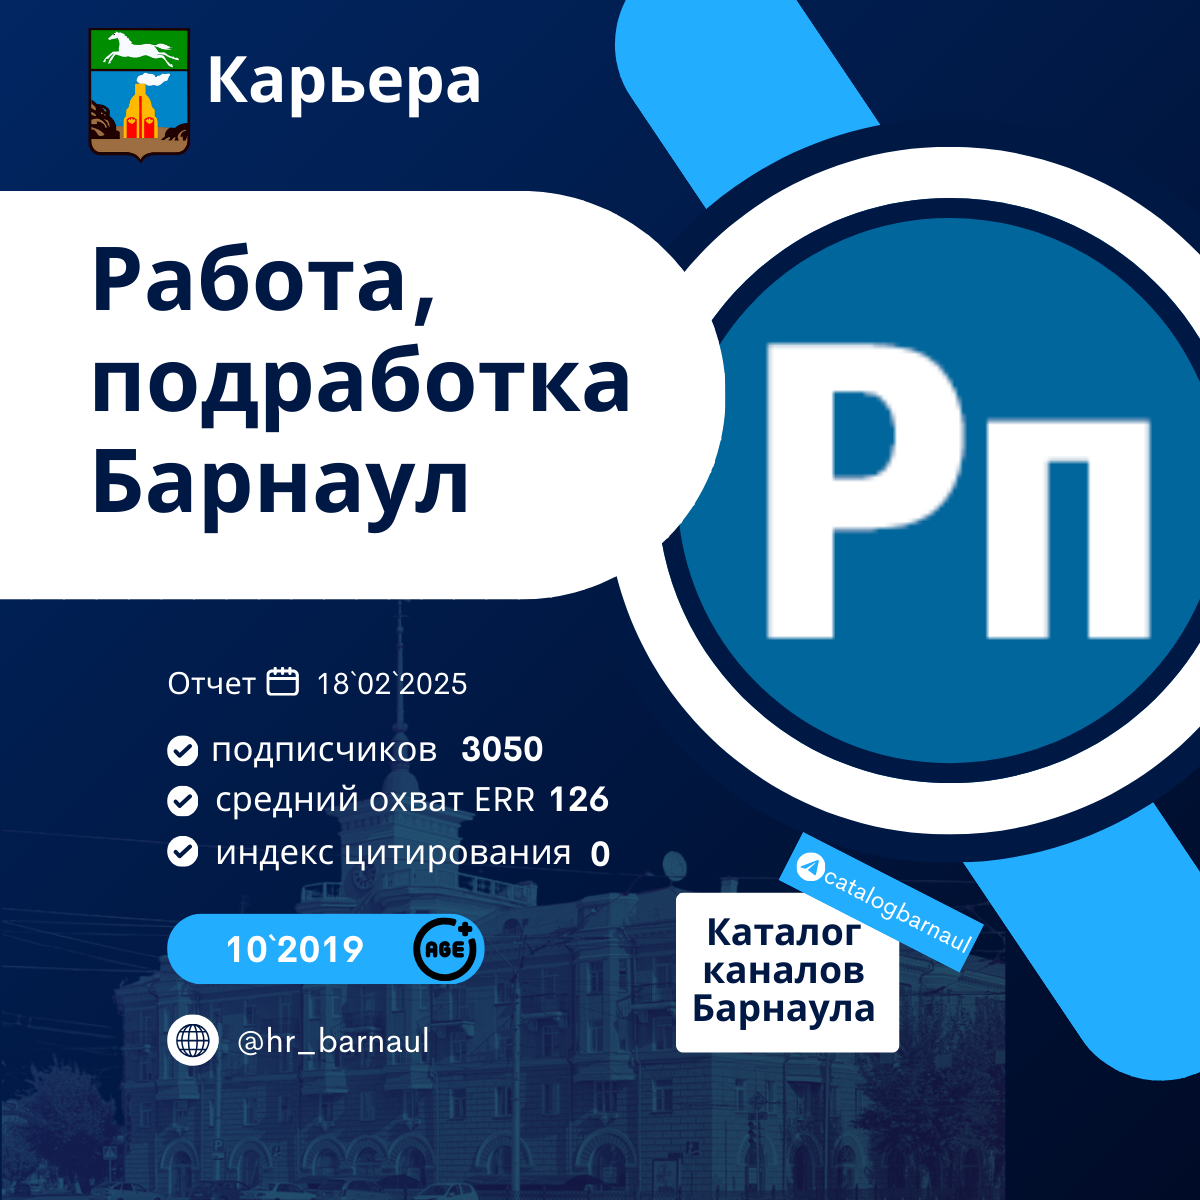 Карьера
Работа,
подработка
Барнаул
Рп
Отчет 18`02`2025
подписчиков 3050
средний охват ERR 126
индекс цитирования 0
10`2019
AGE+
@hr_barnaul
catalogbarnaul
Каталог
каналов
Барнаула